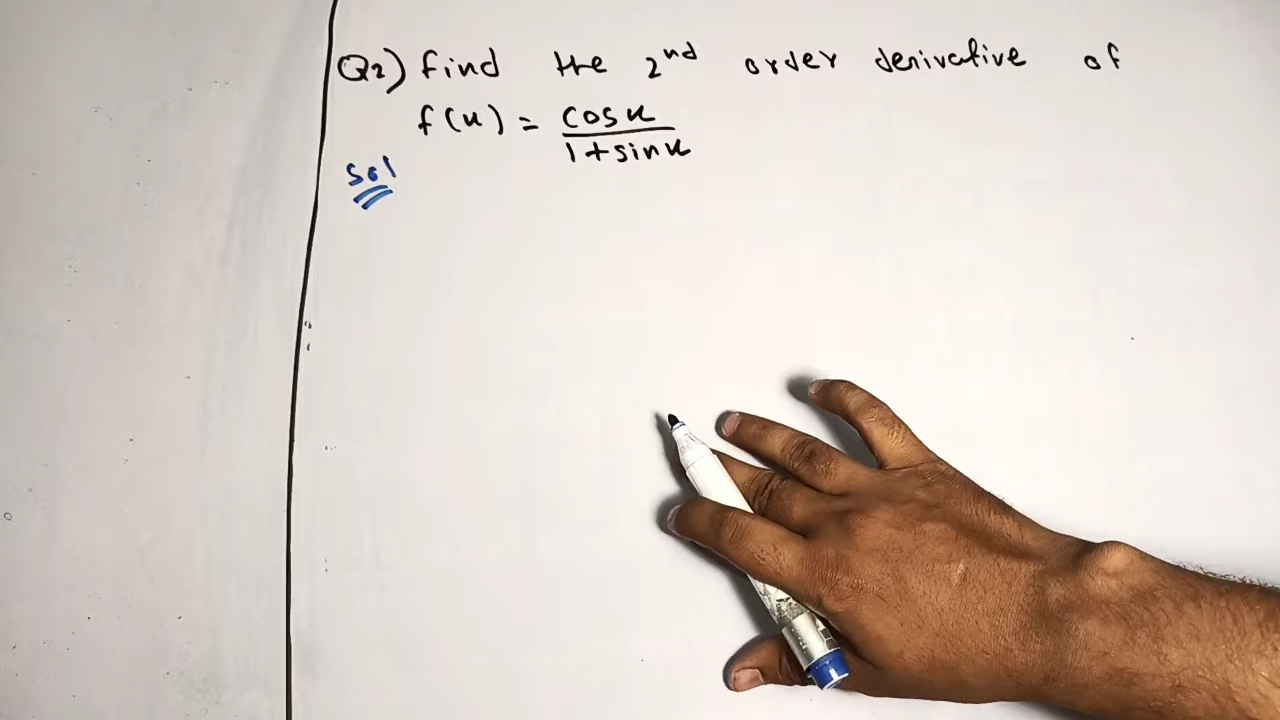 Q2) find the 2nd order derivative of
f(x) = cosx / 1+sinx
Sol